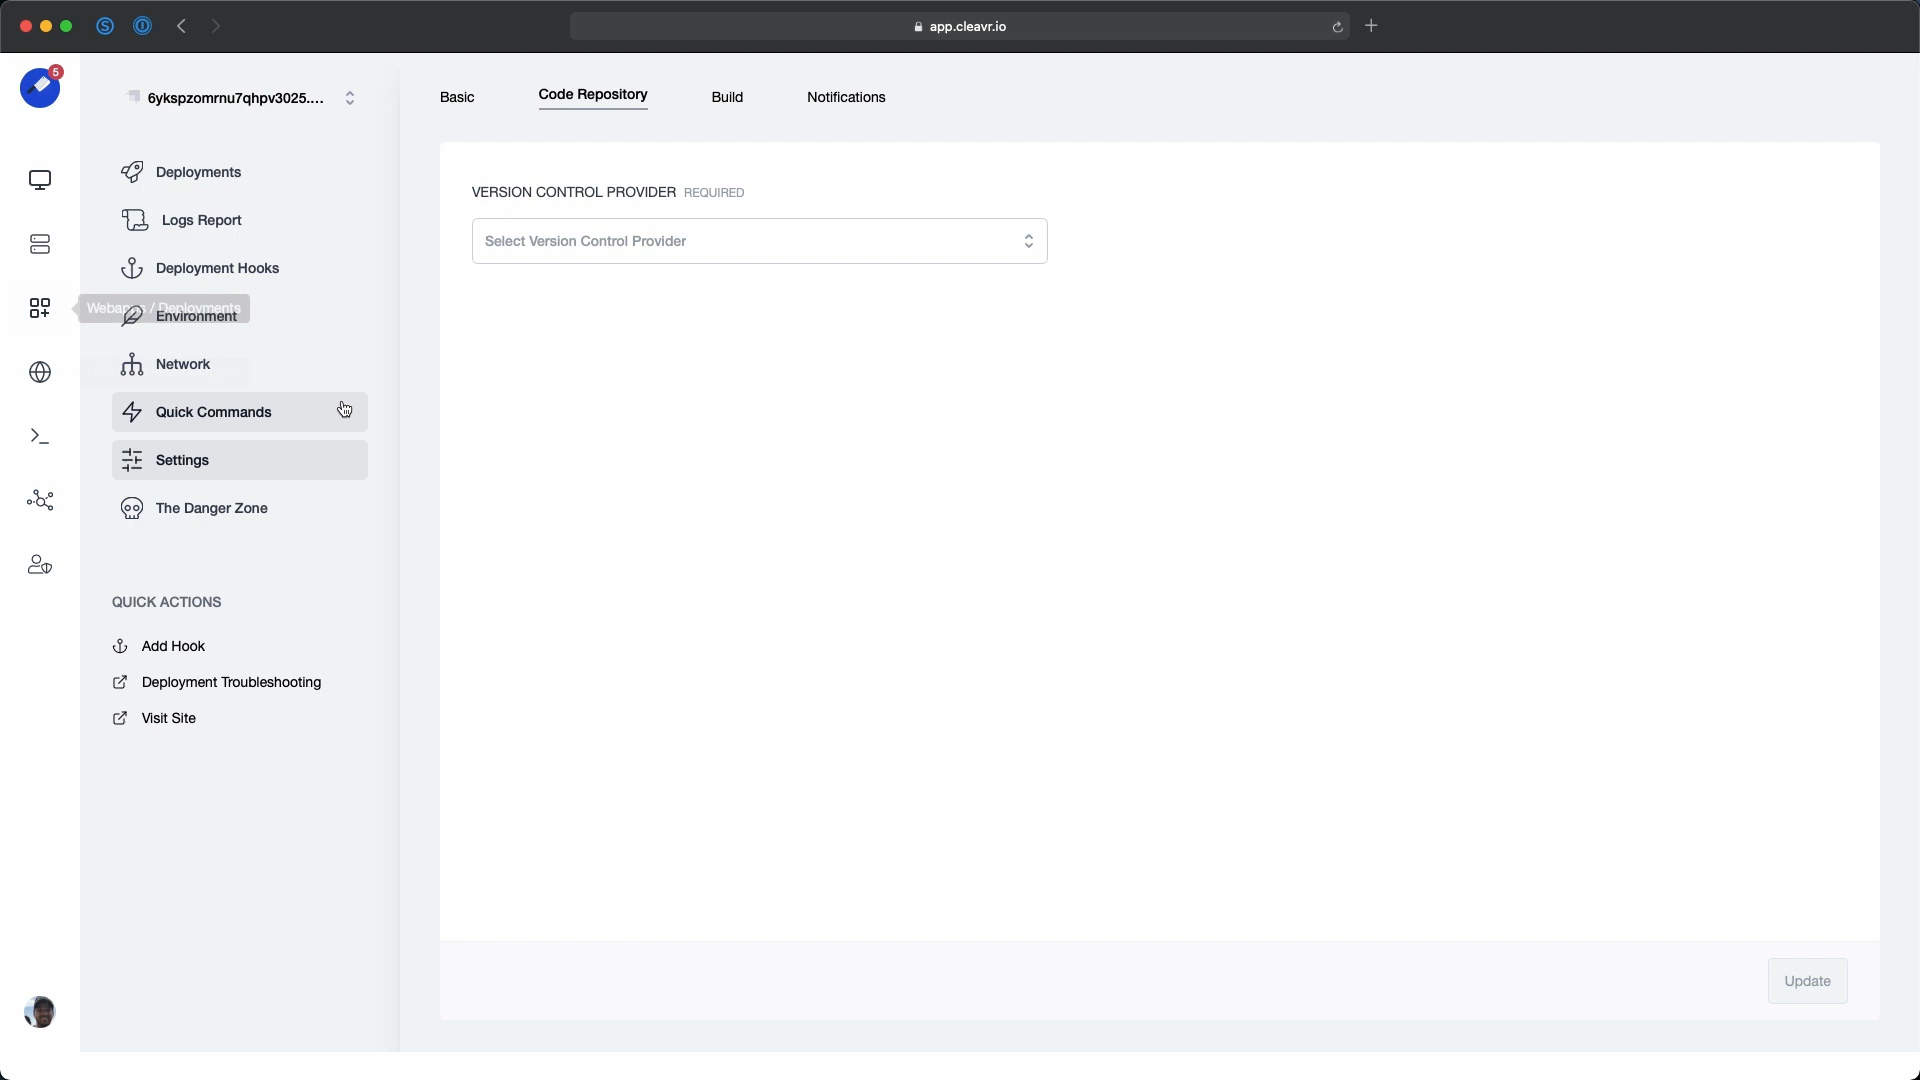 app.cleavr.io
5
6ykspzomrnu7qhpv3025....
Basic
Code Repository
Build
Notifications
Deployments
Logs Report
Deployment Hooks
Webapps / Deployments
Environment
Network
Quick Commands
Settings
The Danger Zone
QUICK ACTIONS
Add Hook
Deployment Troubleshooting
Visit Site
VERSION CONTROL PROVIDER REQUIRED
Select Version Control Provider
Update